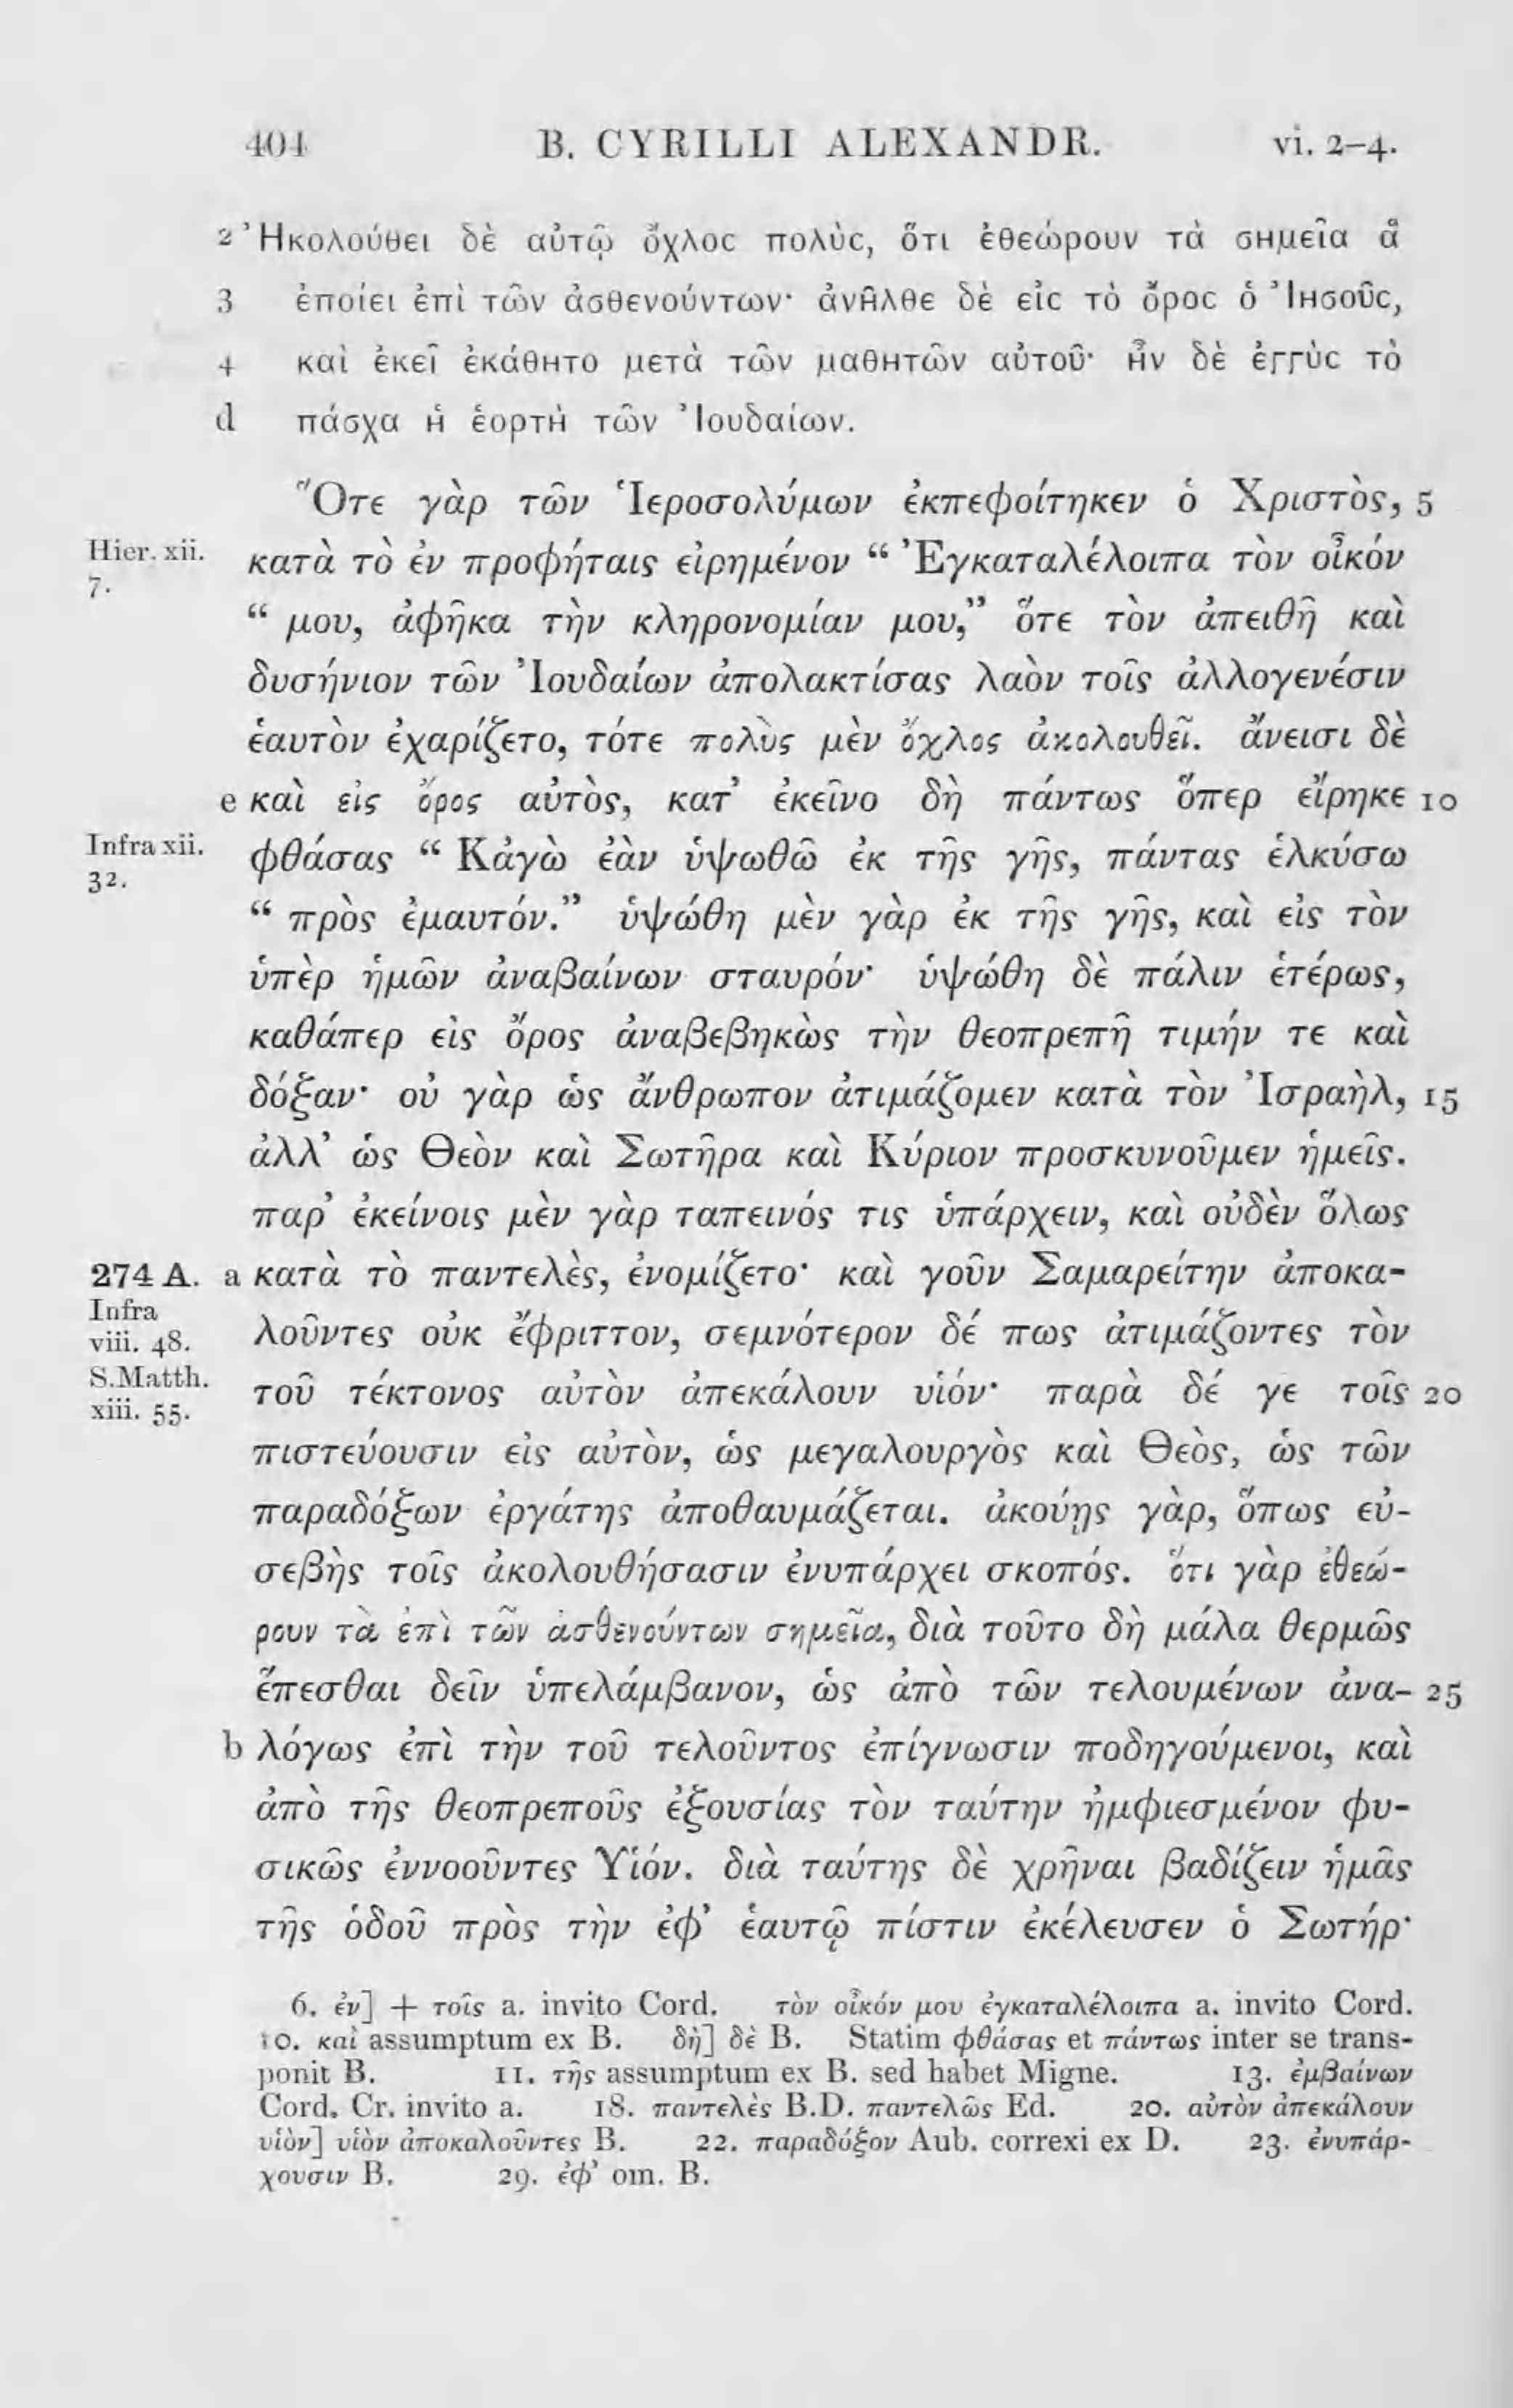 404 B. CYRILLI ALEXANDR. vi. 2–4.
2 Ἠκολούθει δὲ αὐτῷ ὄχλος πολὺς, ὅτι ἐθεώρουν τὰ σημεῖα ἃ
3 ἐποίει ἐπὶ τῶν ἀσθενούντων· ἀνῆλθε δὲ εἰς τὸ ὄρος ὁ Ἰησοῦς,
4 καὶ ἐκεῖ ἐκάθητο μετὰ τῶν μαθητῶν αὐτοῦ· ἦν δὲ ἐγγὺς τὸ
d πάσχα ἡ ἑορτὴ τῶν Ἰουδαίων.
Ὅτε γὰρ τῶν Ἱεροσολύμων ἐκπεφοίτηκεν ὁ Χριστὸς, 5
Hier. xii. 7. κατὰ τὸ ἐν προφήταις εἰρημένον “ Ἐγκαταλέλοιπα τὸν οἶκόν
“ μου, ἀφῆκα τὴν κληρονομίαν μου,” ὅτε τὸν ἀπειθῆ καὶ
δυσήνιον τῶν Ἰουδαίων ἀπολακτίσας λαὸν τοῖς ἀλλογενέσιν
ἑαυτὸν ἐχαρίζετο, τότε πολὺς μὲν ὄχλος ἀκολουθεῖ. ἄνεισι δὲ
e καὶ εἰς ὄρος αὐτὸς, κατ’ ἐκεῖνο δὴ πάντως ὅπερ εἴρηκε 10
Infra xii. 32. φθάσας “ Κἀγὼ ἐὰν ὑψωθῶ ἐκ τῆς γῆς, πάντας ἑλκύσω
“ πρὸς ἐμαυτόν.” ὑψώθη μὲν γὰρ ἐκ τῆς γῆς, καὶ εἰς τὸν
ὑπὲρ ἡμῶν ἀναβαίνων σταυρόν· ὑψώθη δὲ πάλιν ἑτέρως,
καθάπερ εἰς ὄρος ἀναβεβηκὼς τὴν θεοπρεπῆ τιμήν τε καὶ
δόξαν· οὐ γὰρ ὡς ἄνθρωπον ἀτιμάζομεν κατὰ τὸν Ἰσραὴλ, 15
ἀλλ’ ὡς Θεὸν καὶ Σωτῆρα καὶ Κύριον προσκυνοῦμεν ἡμεῖς.
παρ’ ἐκείνοις μὲν γὰρ ταπεινός τις ὑπάρχειν, καὶ οὐδὲν ὅλως
274 A. a κατὰ τὸ παντελὲς, ἐνομίζετο· καὶ γοῦν Σαμαρείτην ἀποκα-
Infra viii. 48. λοῦντες οὐκ ἔφριττον, σεμνότερον δέ πως ἀτιμάζοντες τὸν
S.Matth. xiii. 55. τοῦ τέκτονος αὐτὸν ἀπεκάλουν υἱόν· παρὰ δέ γε τοῖς 20
πιστεύουσιν εἰς αὐτὸν, ὡς μεγαλουργὸς καὶ Θεὸς, ὡς τῶν
παραδόξων ἐργάτης ἀποθαυμάζεται. ἀκούῃς γὰρ, ὅπως εὐ-
σεβὴς τοῖς ἀκολουθήσασιν ἐνυπάρχει σκοπός. ὅτι γὰρ ἐθεώ-
ρουν τὰ ἐπὶ τῶν ἀσθενούντων σημεῖα, διὰ τοῦτο δὴ μάλα θερμῶς
ἕπεσθαι δεῖν ὑπελάμβανον, ὡς ἀπὸ τῶν τελουμένων ἀνα- 25
b λόγως ἐπὶ τὴν τοῦ τελοῦντος ἐπίγνωσιν ποδηγούμενοι, καὶ
ἀπὸ τῆς θεοπρεποῦς ἐξουσίας τὸν ταύτην ἠμφιεσμένον φυ-
σικῶς ἐννοοῦντες Υἱόν. διὰ ταύτης δὲ χρῆναι βαδίζειν ἡμᾶς
τῆς ὁδοῦ πρὸς τὴν ἐφ’ ἑαυτῷ πίστιν ἐκέλευσεν ὁ Σωτήρ·
6. ἐν] + τοῖς a. invito Cord. τὸν οἶκόν μου ἐγκαταλέλοιπα a. invito Cord.
10. καὶ assumptum ex B. δὴ] δὲ B. Statim φθάσας et πάντως inter se trans-
ponit B. 11. τῆς assumptum ex B. sed habet Migne. 13. ἐμβαίνων
Cord. Cr. invito a. 18. παντελὲς B.D. παντελῶς Ed. 20. αὐτὸν ἀπεκάλουν
υἱὸν] υἱὸν ἀποκαλοῦντες B. 22. παραδόξον Aub. correxi ex D. 23. ἐνυπάρ-
χουσιν B. 29. ἐφ’ om. B.